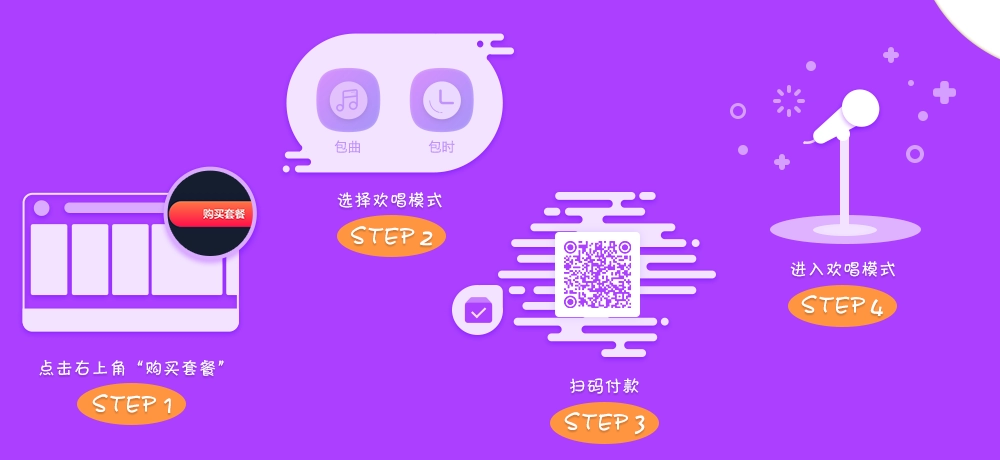 购买套餐
点击右上角“购买套餐”
STEP 1
包曲
包时
选择欢唱模式
STEP 2
扫码付款
STEP 3
进入欢唱模式
STEP 4